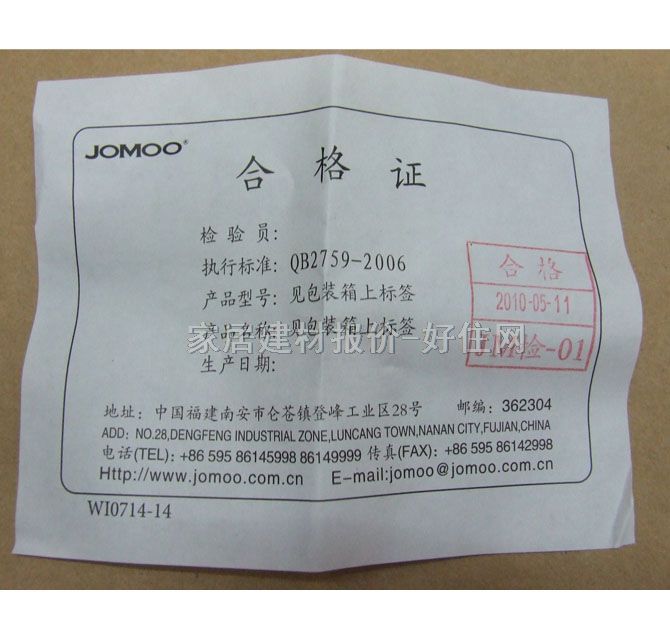 JOMOO®
合格证
检验员:
执行标准: QB2759-2006
产品型号: 见包装箱上标签
产品名称: 见包装箱上标签
生产日期:
合格
2010-05-11
检-01
家居建材报价-好住网
地址: 中国福建南安市仑苍镇登峰工业区28号 邮编: 362304
ADD: NO.28,DENGFENG INDUSTRIAL ZONE,LUNCANG TOWN,NANAN CITY,FUJIAN,CHINA
电话(TEL): +86 595 86145998 86149999 传真(FAX): +86 595 86142998
Http://www.jomoo.com.cn E-mail:jomoo@jomoo.com.cn
WI0714-14